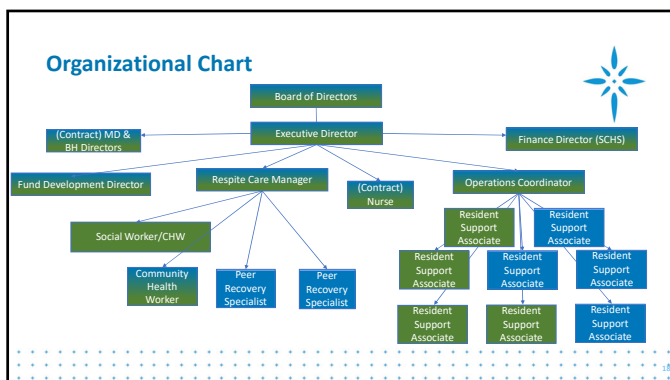 Organizational Chart
Board of Directors
(Contract) MD &
BH Directors
Executive Director
Finance Director (SCHS)
Fund Development Director
Respite Care Manager
(Contract)
Nurse
Operations Coordinator
Social Worker/CHW
Community
Health
Worker
Peer
Recovery
Specialist
Peer
Recovery
Specialist
Resident
Support
Associate
Resident
Support
Associate
Resident
Support
Associate
Resident
Support
Associate
Resident
Support
Associate
Resident
Support
Associate
Resident
Support
Associate
Resident
Support
Associate